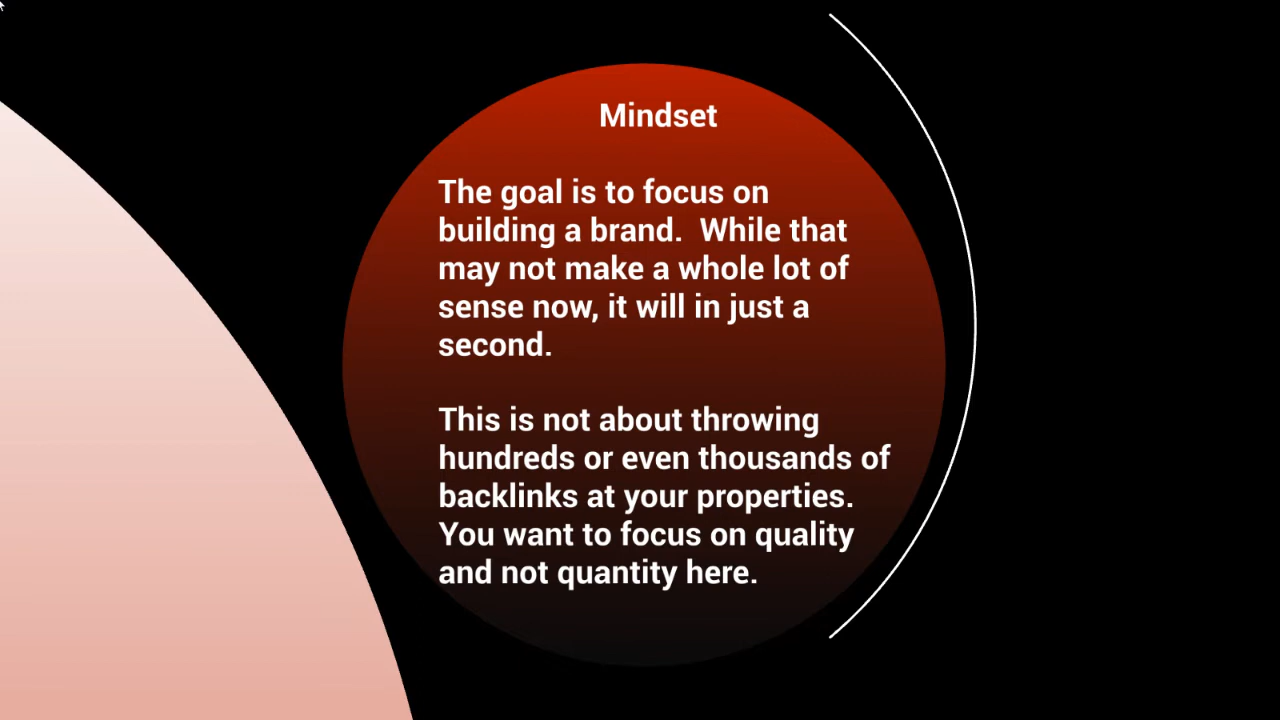 Mindset
The goal is to focus on
building a brand.  While that
may not make a whole lot of
sense now, it will in just a
second.
This is not about throwing
hundreds or even thousands of
backlinks at your properties.
You want to focus on quality
and not quantity here.